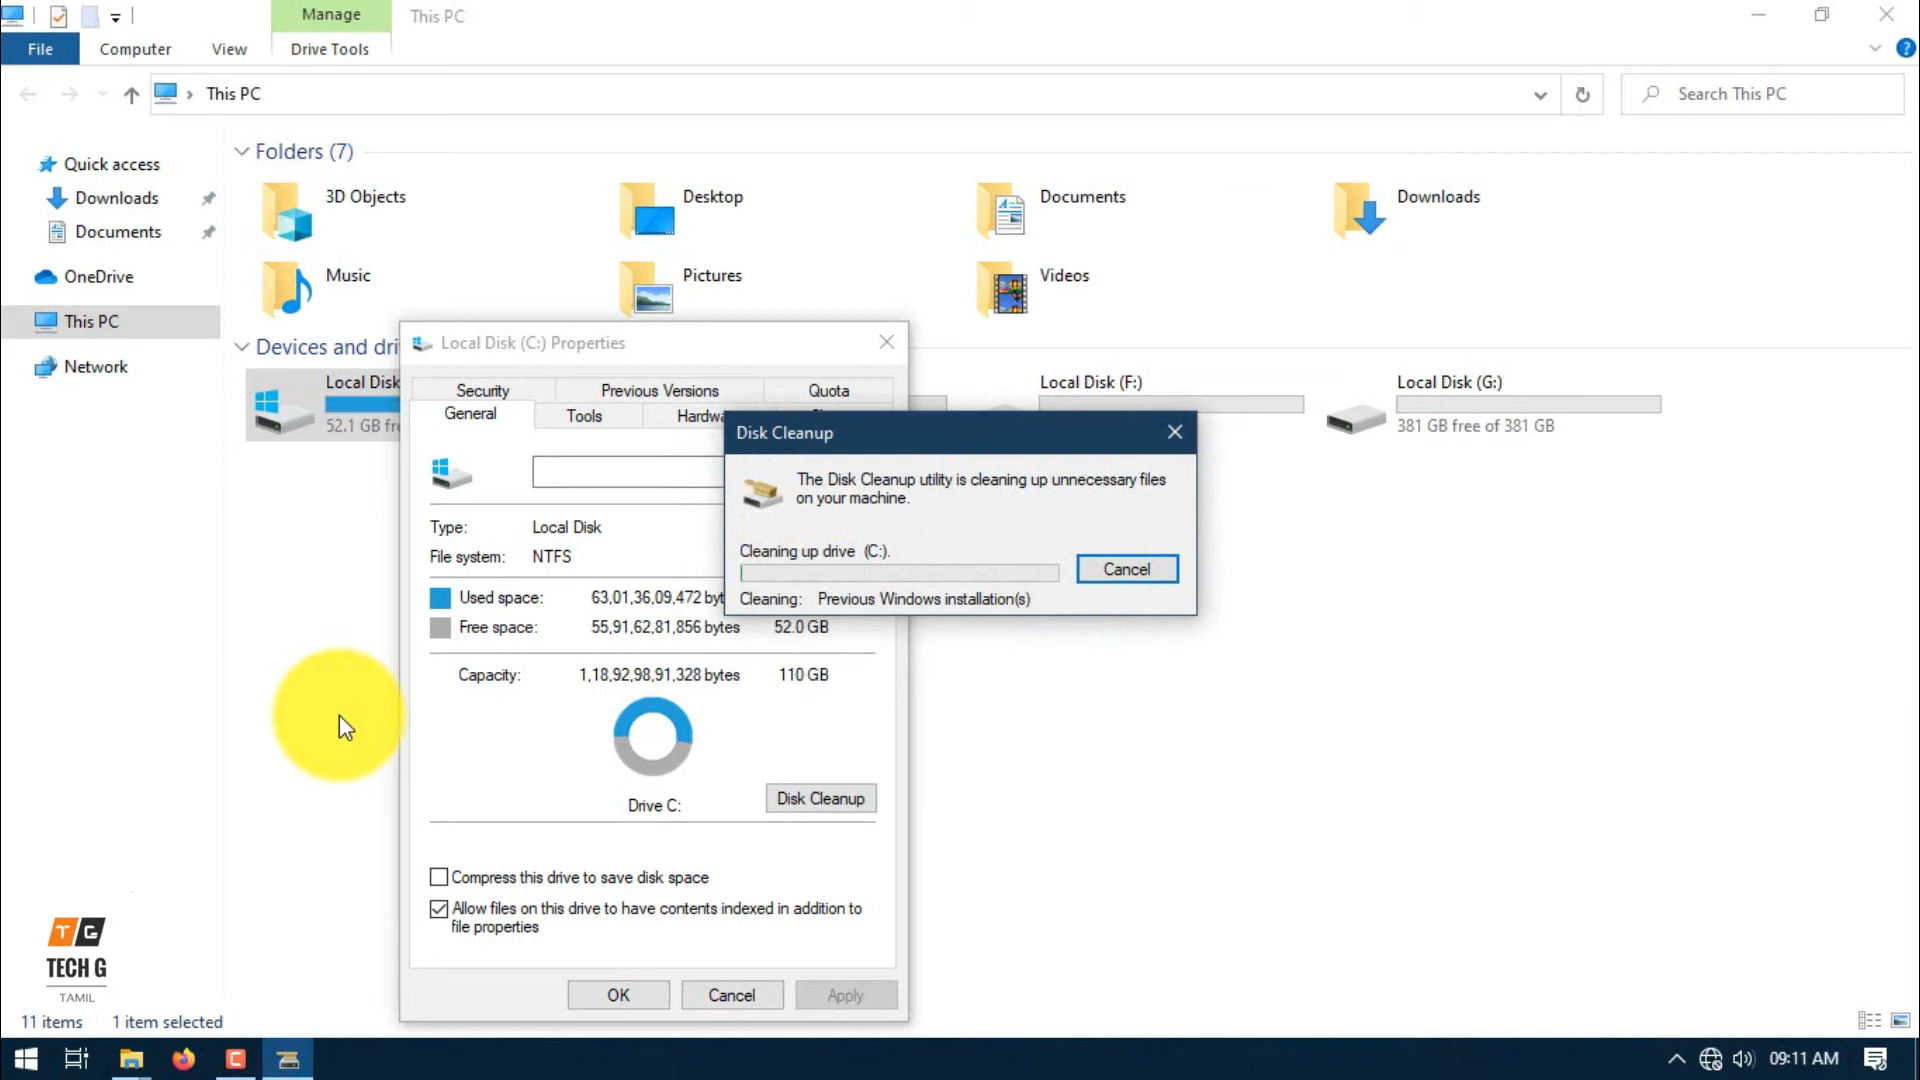 Manage
This PC
File
Computer
View
Drive Tools
This PC
Search This PC
Quick access
Downloads
Documents
OneDrive
This PC
Network
Folders (7)
3D Objects
Desktop
Documents
Downloads
Music
Pictures
Videos
Devices and dri
Local Disk
52.1 GB fre
Local Disk (F:)
Local Disk (G:)
381 GB free of 381 GB
Local Disk (C:) Properties
Security
Previous Versions
Quota
General
Tools
Hardwa
Type:
Local Disk
File system:
NTFS
Used space:
63,01,36,09,472 byt
Free space:
55,91,62,81,856 bytes
52.0 GB
Capacity:
1,18,92,98,91,328 bytes
110 GB
Drive C:
Disk Cleanup
Compress this drive to save disk space
Allow files on this drive to have contents indexed in addition to
file properties
OK
Cancel
Apply
Disk Cleanup
The Disk Cleanup utility is cleaning up unnecessary files
on your machine.
Cleaning up drive (C:).
Cancel
Cleaning: Previous Windows installation(s)
TG
TECH G
TAMIL
11 items
1 item selected
09:11 AM